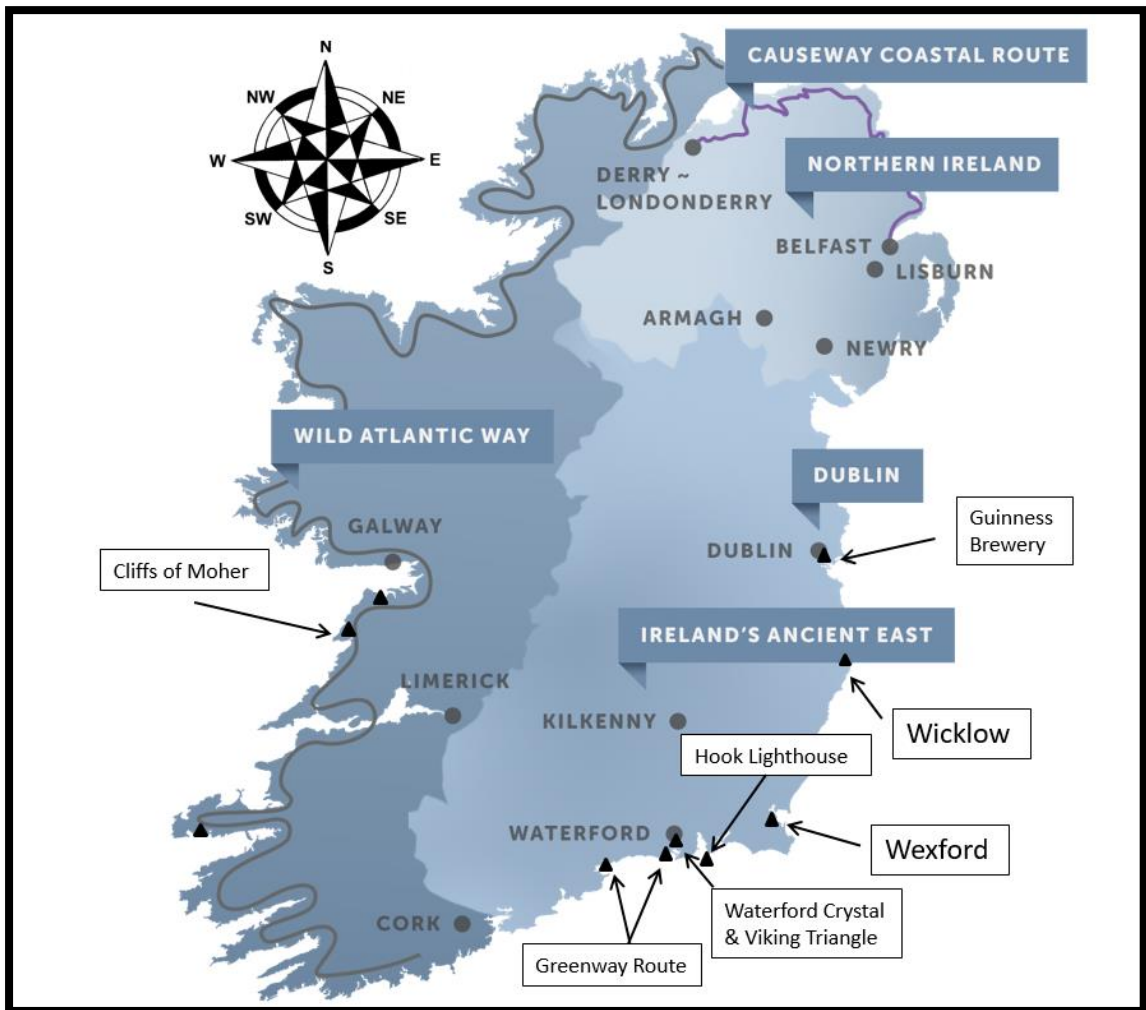 N
NW
NE
W
E
SW
SE
S
CAUSEWAY COASTAL ROUTE
NORTHERN IRELAND
DERRY ~
LONDONDERRY
BELFAST
LISBURN
ARMAGH
NEWRY
WILD ATLANTIC WAY
DUBLIN
GALWAY
Guinness
Brewery
DUBLIN
Cliffs of Moher
IRELAND'S ANCIENT EAST
LIMERICK
KILKENNY
Wicklow
Hook Lighthouse
WATERFORD
Wexford
Waterford Crystal
& Viking Triangle
CORK
Greenway Route